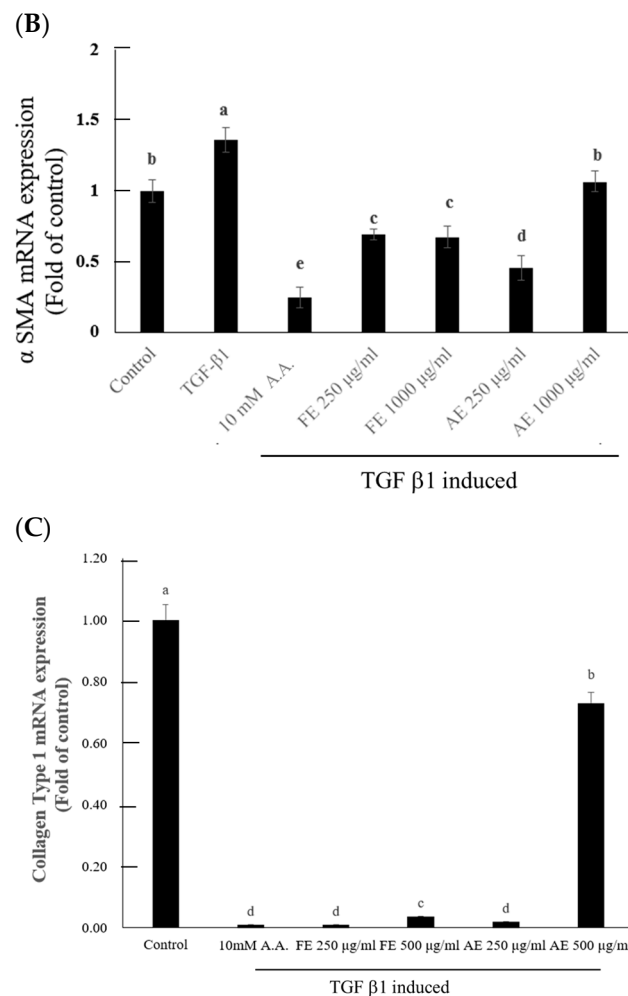 (B)
α SMA mRNA expression
(Fold of control)
2
1.5
1
0.5
0
b
a
e
c
c
d
b
Control
TGF-β1
10 mM A.A.
FE 250 μg/ml
FE 1000 μg/ml
AE 250 μg/ml
AE 1000 μg/ml
TGF β1 induced
(C)
Collagen Type 1 mRNA expression
(Fold of control)
1.20
1.00
0.80
0.60
0.40
0.20
0.00
a
d
d
c
d
b
Control 10mM A.A. FE 250 μg/ml FE 500 μg/ml AE 250 μg/ml AE 500 μg/m
TGF β1 induced